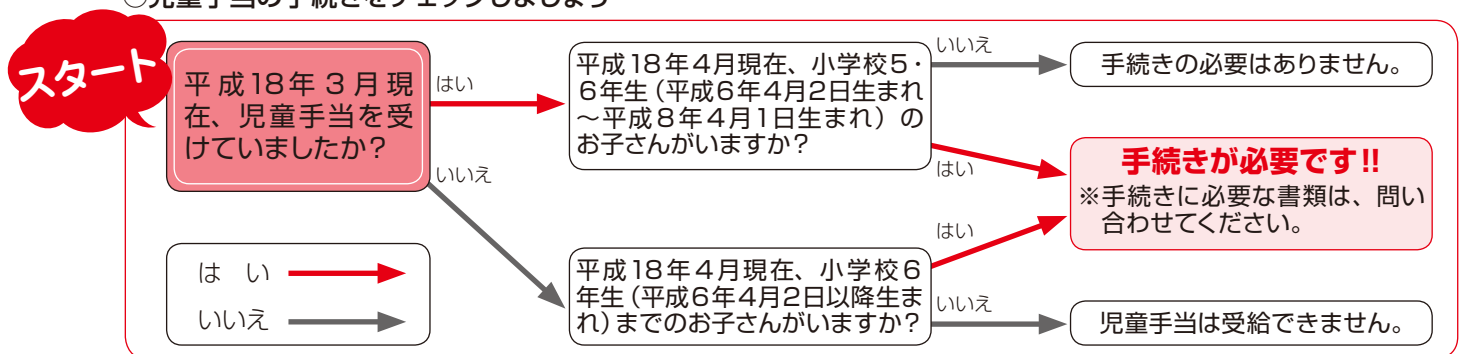 ○児童手当の手続きをチェックしましょう
スタート
平成18年3月現
在、児童手当を受
けていましたか?
はい
いいえ
平成18年4月現在、小学校5・
6年生(平成6年4月2日生まれ
～平成8年4月1日生まれ)の
お子さんがいますか?
いいえ
はい
手続きの必要はありません。
手続きが必要です!!
※手続きに必要な書類は、問い
合わせてください。
平成18年4月現在、小学校6
年生(平成6年4月2日以降生ま
れ)までのお子さんがいますか?
はい
いいえ
児童手当は受給できません。
はい
いいえ